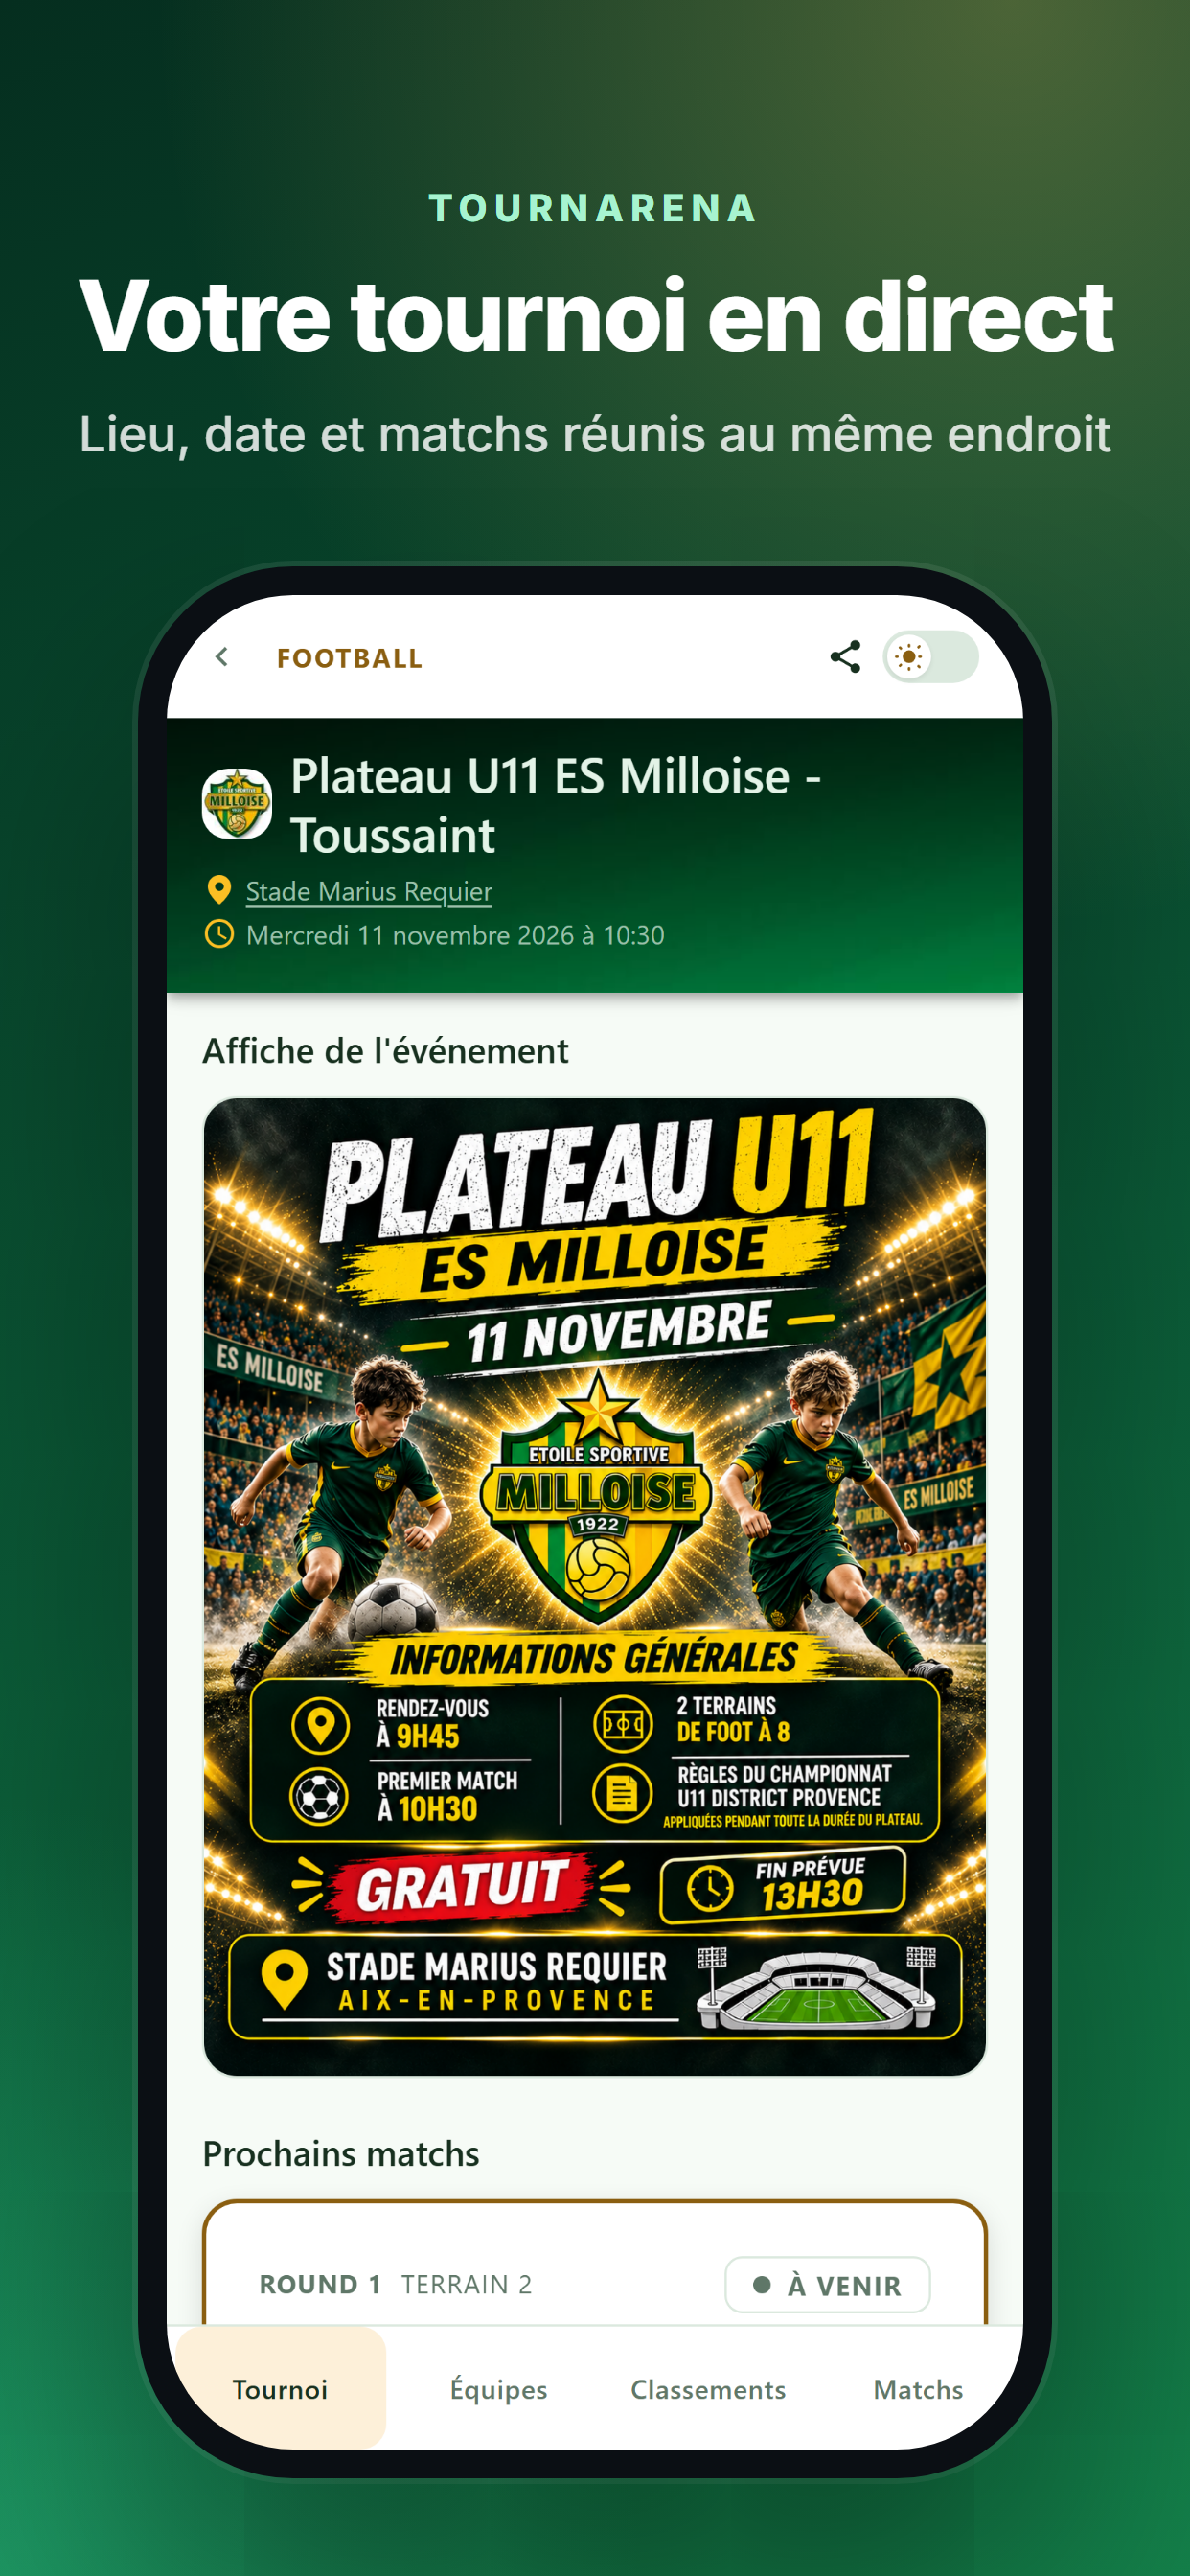 TOURNARENA
Votre tournoi en direct
Lieu, date et matchs réunis au même endroit
FOOTBALL
Plateau U11 ES Milloise -
Toussaint
Stade Marius Requier
Mercredi 11 novembre 2026 à 10:30
Affiche de l'événement
PLATEAU U11
ES MILLOISE
11 NOVEMBRE
ES MILLOISE
ETOILE SPORTIVE
MILLOISE
1922
ES MILLOISE
INFORMATIONS GÉNÉRALES
RENDEZ-VOUS
À 9H45
PREMIER MATCH
À 10H30
2 TERRAINS
DE FOOT À 8
RÈGLES DU CHAMPIONNAT
U11 DISTRICT PROVENCE
APPLIQUÉES PENDANT TOUTE LA DURÉE DU PLATEAU.
GRATUIT
FIN PRÉVUE
13H30
STADE MARIUS REQUIER
AIX-EN-PROVENCE
Prochains matchs
ROUND 1 TERRAIN 2
À VENIR
Tournoi
Équipes
Classements
Matchs